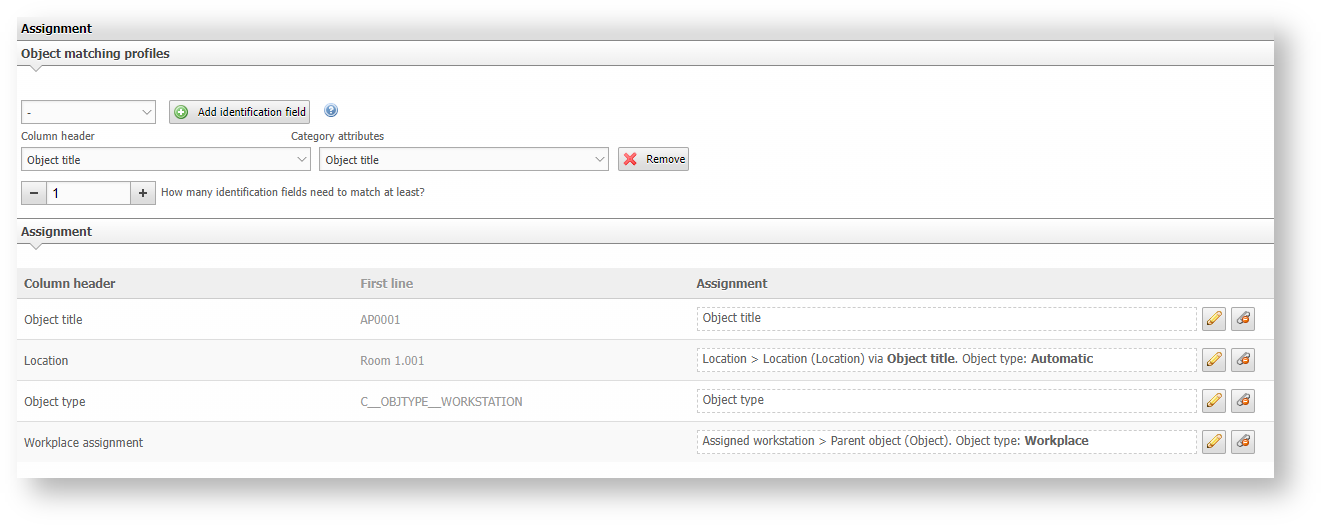 Assignment
Object matching profiles
-
Add identification field
Column header Category attributes
Object title Object title Remove
1 How many identification fields need to match at least?
Assignment
Column header First line Assignment
Object title AP0001 Object title
Location Room 1.001 Location > Location (Location) via Object title. Object type: Automatic
Object type C__OBJTYPE__WORKSTATION Object type
Workplace assignment Assigned workstation > Parent object (Object). Object type: Workplace